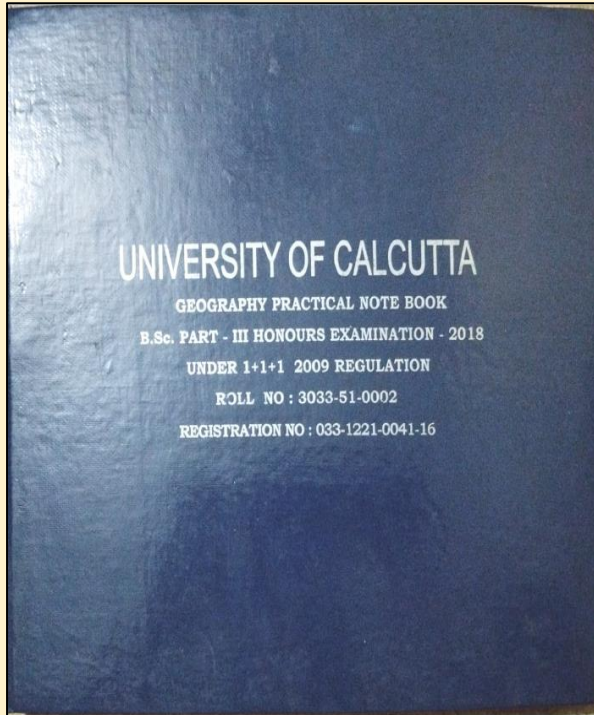 UNIVERSITY OF CALCUTTA
GEOGRAPHY PRACTICAL NOTE BOOK
B.Sc. PART - III HONOURS EXAMINATION - 2018
UNDER 1+1+1 2009 REGULATION
ROLL NO : 3033-51-0002
REGISTRATION NO : 033-1221-0041-16